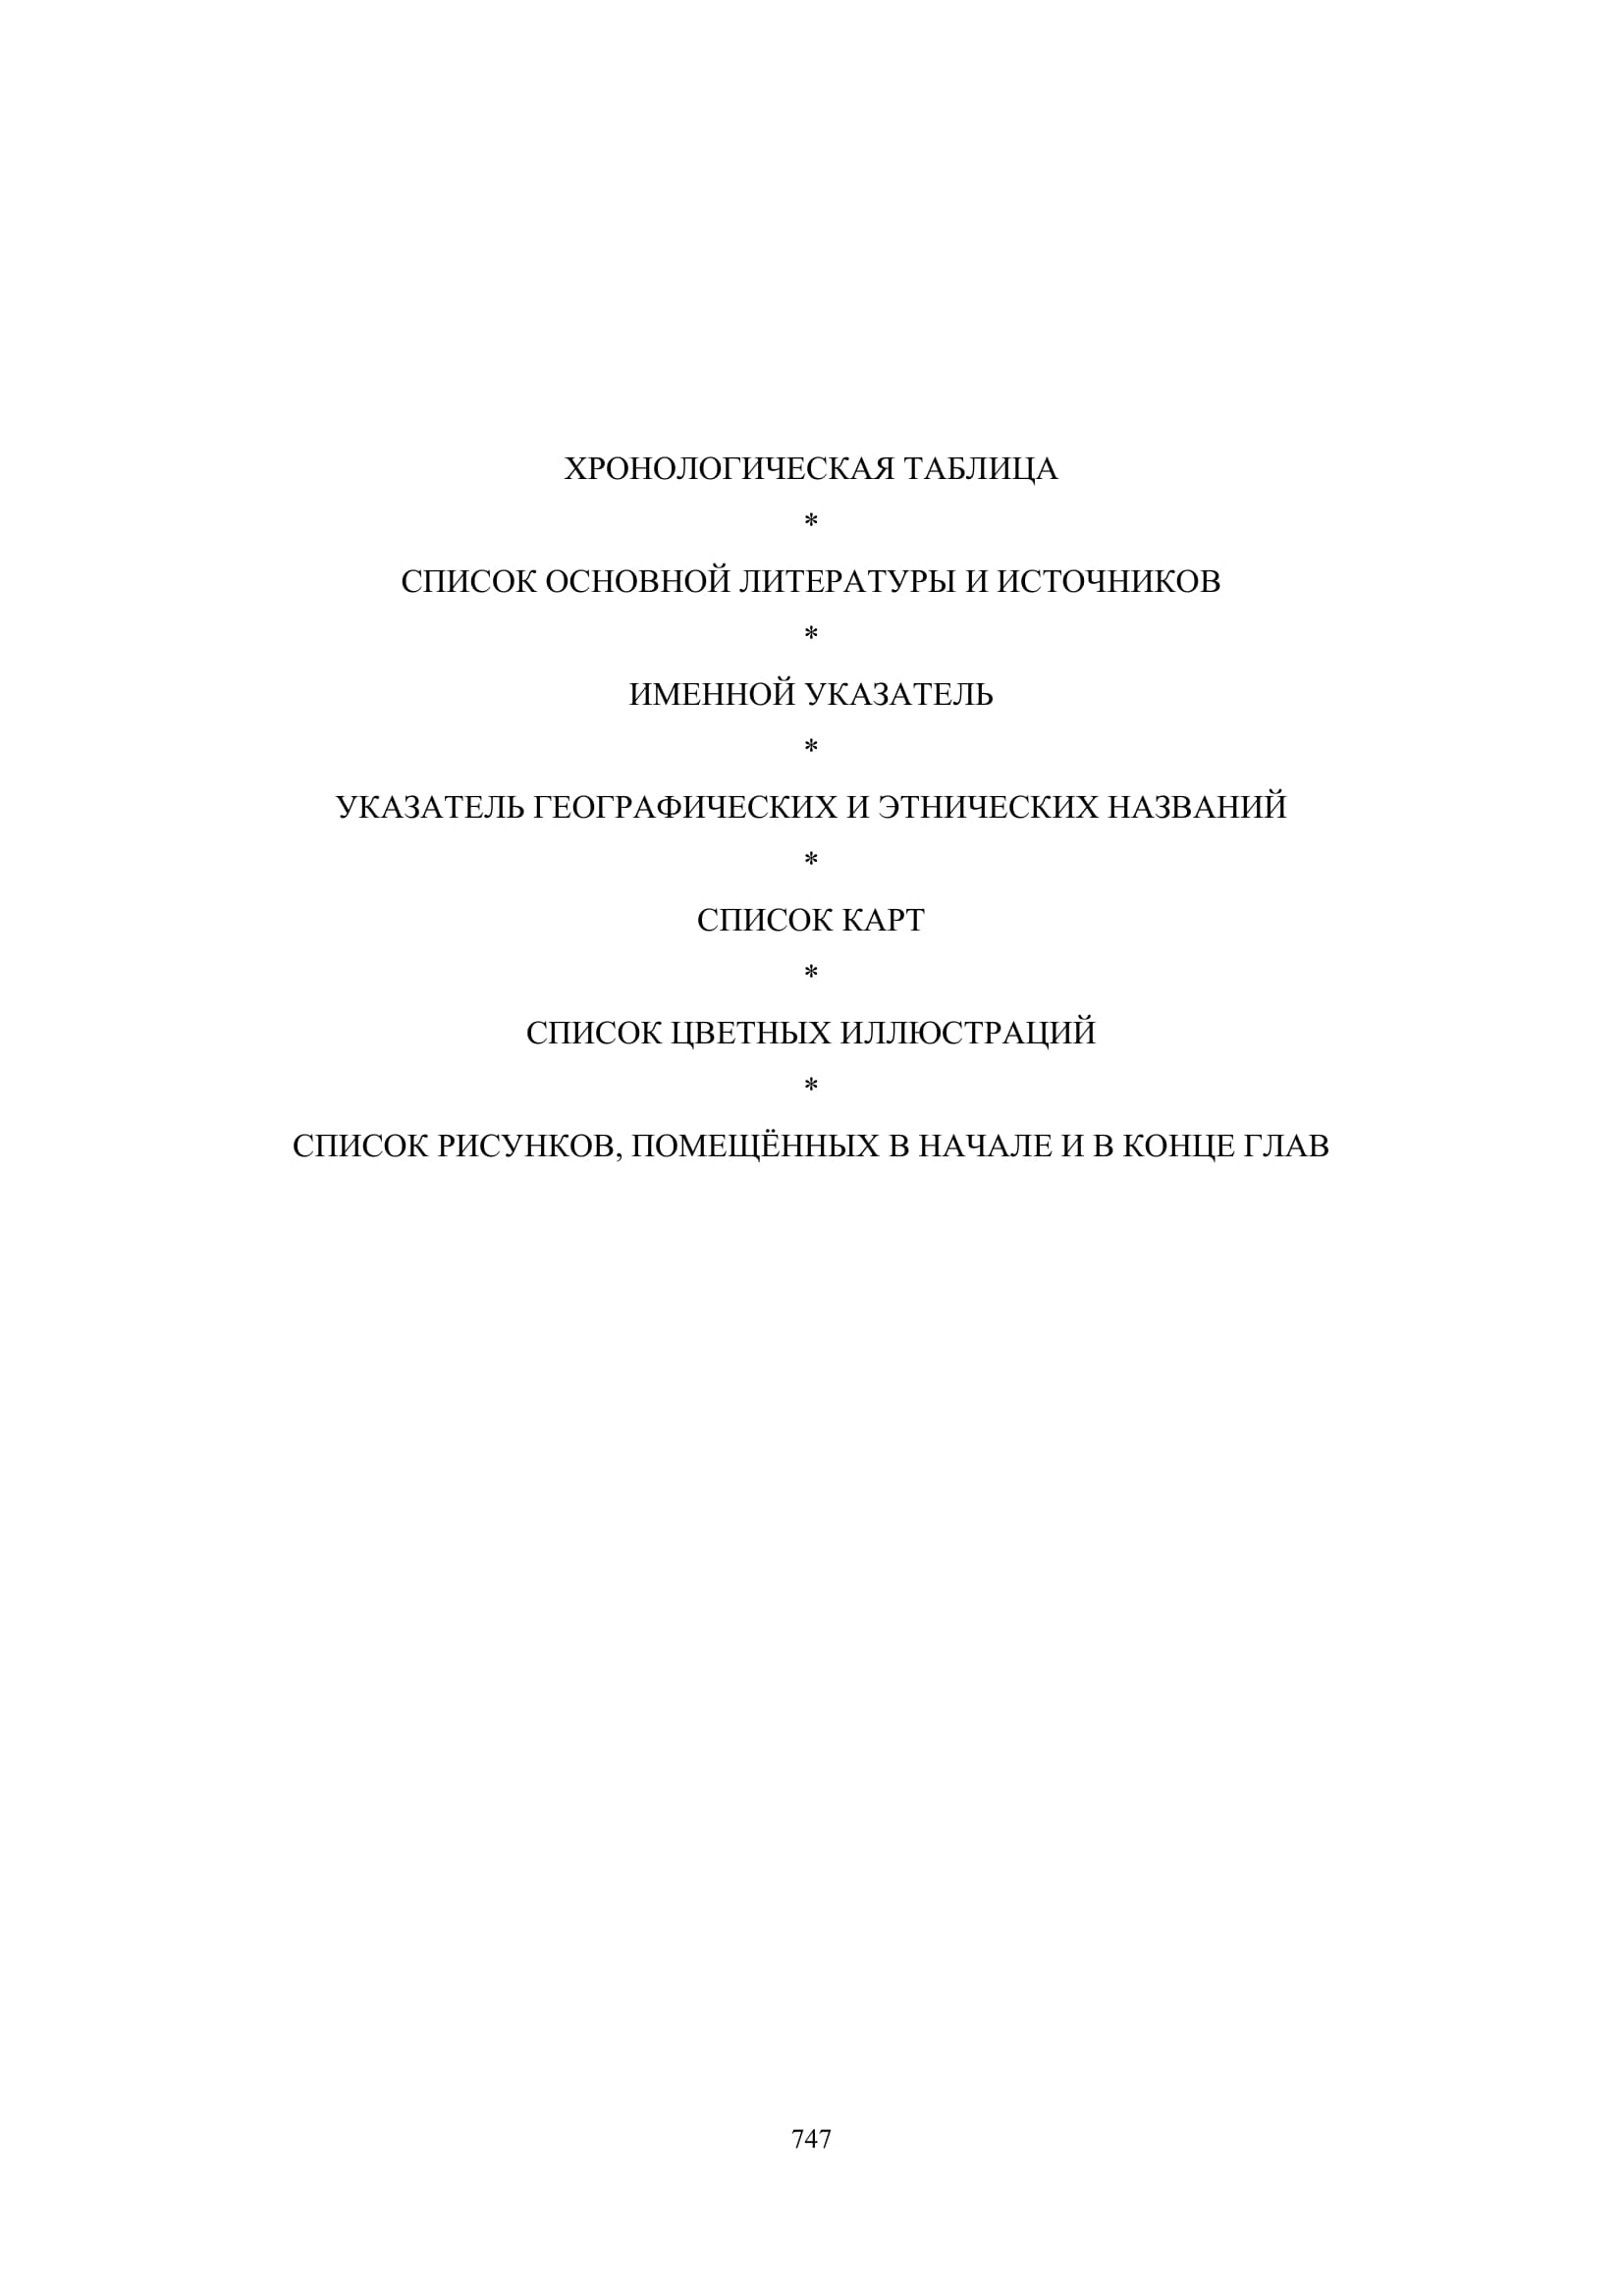 ХРОНОЛОГИЧЕСКАЯ ТАБЛИЦА
*
СПИСОК ОСНОВНОЙ ЛИТЕРАТУРЫ И ИСТОЧНИКОВ
*
ИМЕННОЙ УКАЗАТЕЛЬ
*
УКАЗАТЕЛЬ ГЕОГРАФИЧЕСКИХ И ЭТНИЧЕСКИХ НАЗВАНИЙ
*
СПИСОК КАРТ
*
СПИСОК ЦВЕТНЫХ ИЛЛЮСТРАЦИЙ
*
СПИСОК РИСУНКОВ, ПОМЕЩЁННЫХ В НАЧАЛЕ И В КОНЦЕ ГЛАВ
747